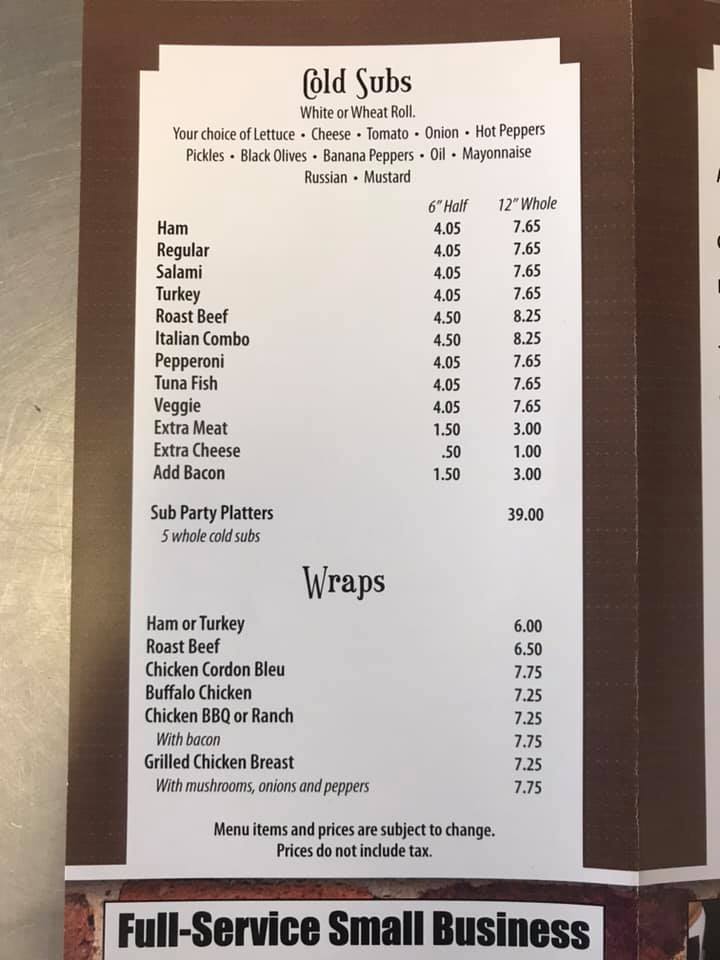 Cold Subs
White or Wheat Roll.
Your choice of Lettuce • Cheese • Tomato • Onion • Hot Peppers
Pickles • Black Olives • Banana Peppers • Oil • Mayonnaise
Russian • Mustard
6" Half 12" Whole
Ham 4.05 7.65
Regular 4.05 7.65
Salami 4.05 7.65
Turkey 4.05 7.65
Roast Beef 4.50 8.25
Italian Combo 4.50 8.25
Pepperoni 4.05 7.65
Tuna Fish 4.05 7.65
Veggie 4.05 7.65
Extra Meat 1.50 3.00
Extra Cheese .50 1.00
Add Bacon 1.50 3.00
Sub Party Platters 39.00
5 whole cold subs
Wraps
Ham or Turkey 6.00
Roast Beef 6.50
Chicken Cordon Bleu 7.75
Buffalo Chicken 7.25
Chicken BBQ or Ranch 7.25
With bacon 7.75
Grilled Chicken Breast 7.25
With mushrooms, onions and peppers 7.75
Menu items and prices are subject to change.
Prices do not include tax.
Full-Service Small Business